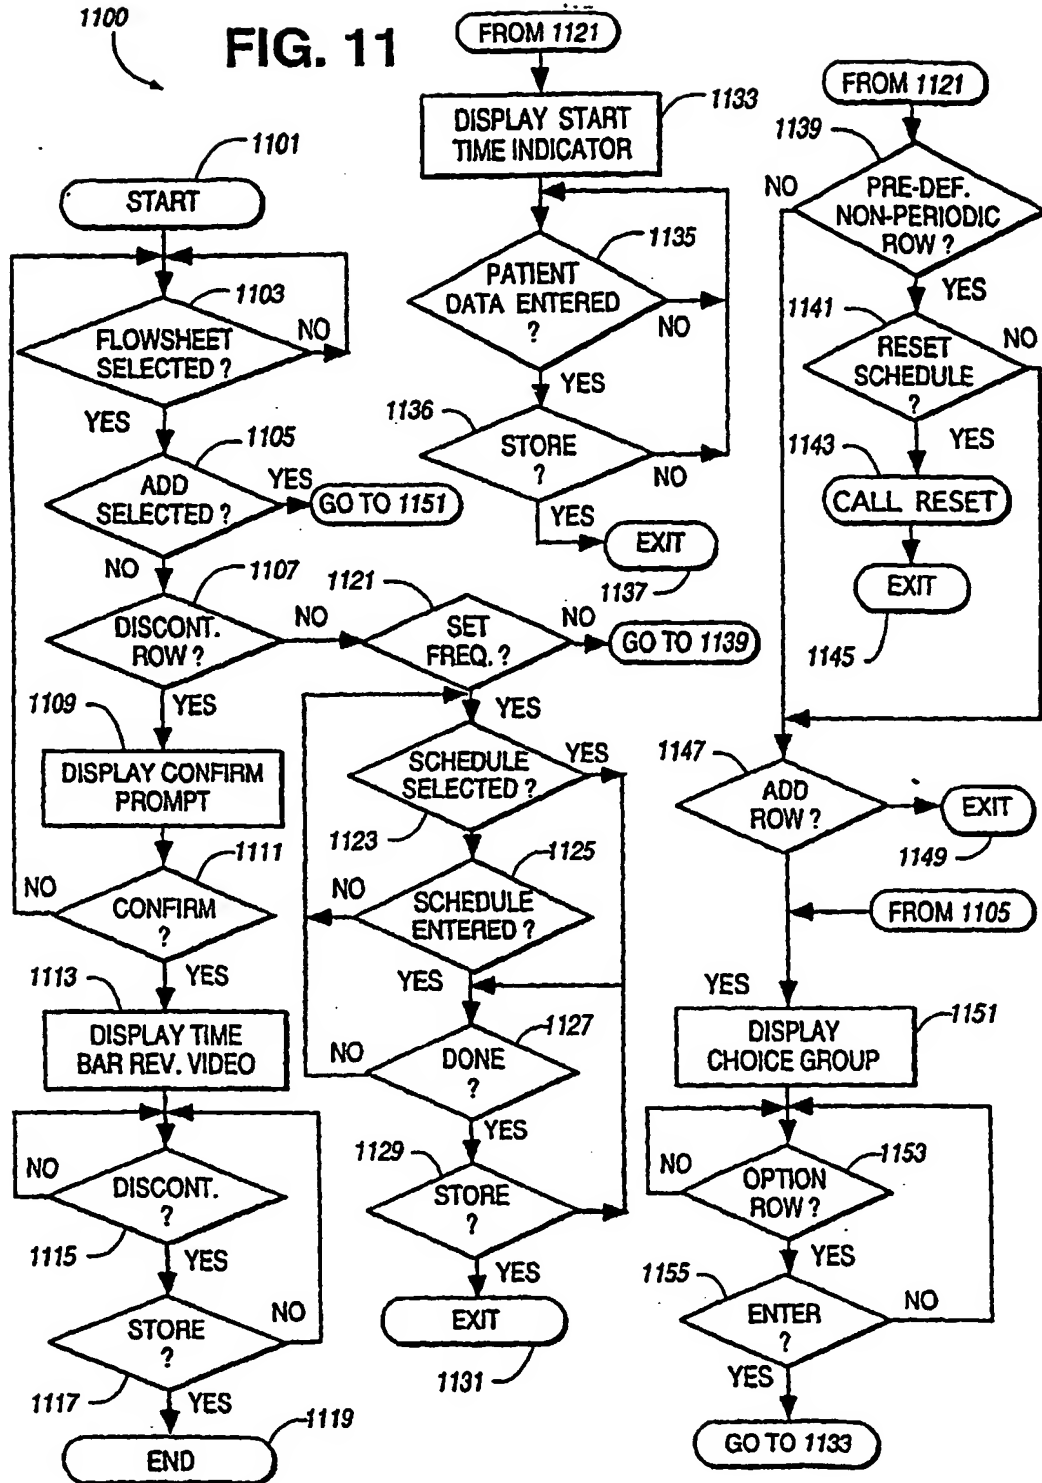 1100
FIG. 11
1101
START
1103
FLOWSHEET
SELECTED ?
NO
YES
1105
ADD
SELECTED ?
YES
GO TO 1151
NO
1107
DISCONT.
ROW ?
NO
YES
1109
DISPLAY CONFIRM
PROMPT
1111
NO
CONFIRM
?
YES
1113
DISPLAY TIME
BAR REV. VIDEO
NO
DISCONT.
?
1115
YES
STORE
?
NO
1117
YES
1119
END
FROM 1121
1133
DISPLAY START
TIME INDICATOR
1135
PATIENT
DATA ENTERED
?
NO
YES
1136
STORE
?
NO
YES
EXIT
1137
1121
SET
FREQ. ?
NO
GO TO 1139
YES
SCHEDULE
SELECTED ?
YES
1123
1125
NO
SCHEDULE
ENTERED ?
YES
1127
NO
DONE
?
YES
1129
STORE
?
YES
EXIT
1131
FROM 1121
1139
NO
PRE-DEF.
NON-PERIODIC
ROW ?
YES
1141
NO
RESET
SCHEDULE
?
YES
1143
CALL RESET
EXIT
1145
1147
ADD
ROW ?
EXIT
1149
FROM 1105
YES
1151
DISPLAY
CHOICE GROUP
NO
1153
OPTION
ROW ?
YES
1155
ENTER
?
NO
YES
GO TO 1133